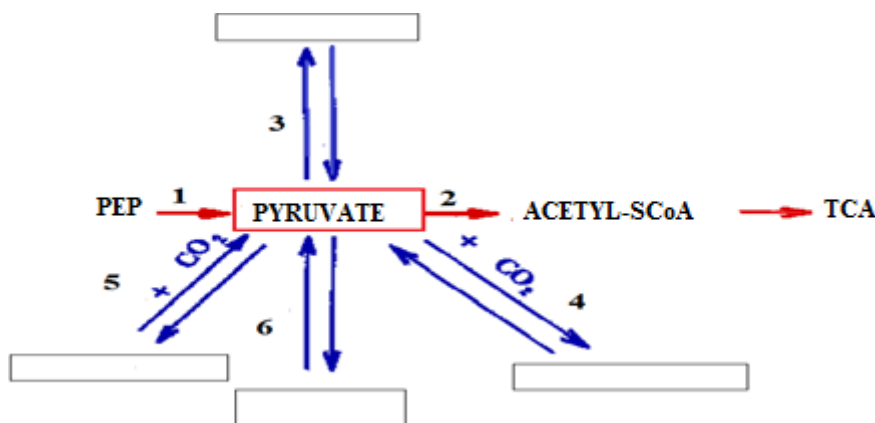 3
PEP
1
PYRUVATE
2
ACETYL-SCoA
TCA
5
+ CO₂
6
+ CO₂
4